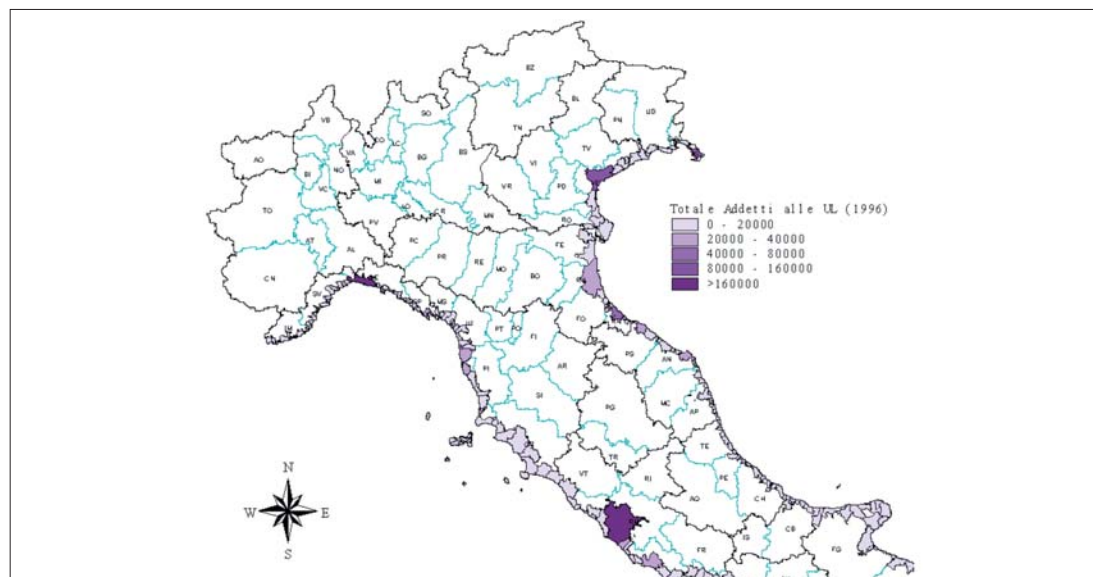 BZ
BL
UD
PN
SO
VB
TN
TV
CO
LC
VA
BG
BS
VI
AO
BI
NO
MI
VR
PD
VC
TO
LO
CR
MN
RO
PV
PC
FE
AT
AL
PR
RE
MO
BO
CN
SV
FO
PT
FI
PS
AN
PI
AR
SI
PG
MC
AP
TE
TR
VT
RI
PE
AQ
CH
FR
IS
CB
FG
Totale Addetti alle UL (1996)
0 - 20000
20000 - 40000
40000 - 80000
80000 - 160000
>160000
N
W E
S